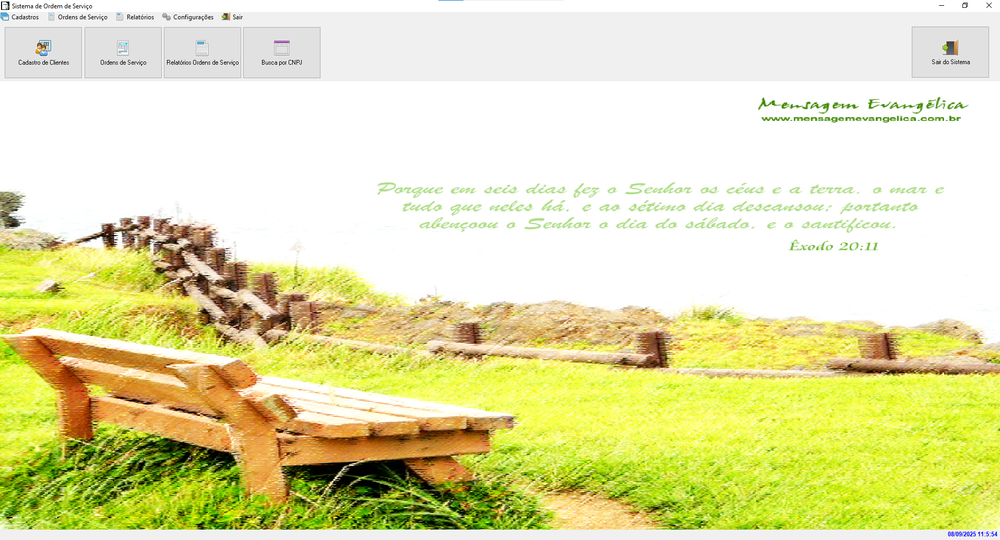 Sistema de Ordem de Serviço
Cadastros Ordens de Serviço Relatórios Configurações Sair
Cadastro de Clientes Ordens de Serviço Relatórios Ordens de Serviço Busca por CNPJ Sair do Sistema
Mensagem Evangélica
www.mensagemevangelica.com.br
Porque em seis dias fez o Senhor os céus e a terra, o mar e
tudo que neles há, e ao sétimo dia descansou; portanto
abençoou o Senhor o dia do sábado, e o santificou.
Êxodo 20:11
08/09/2025 11:5:54